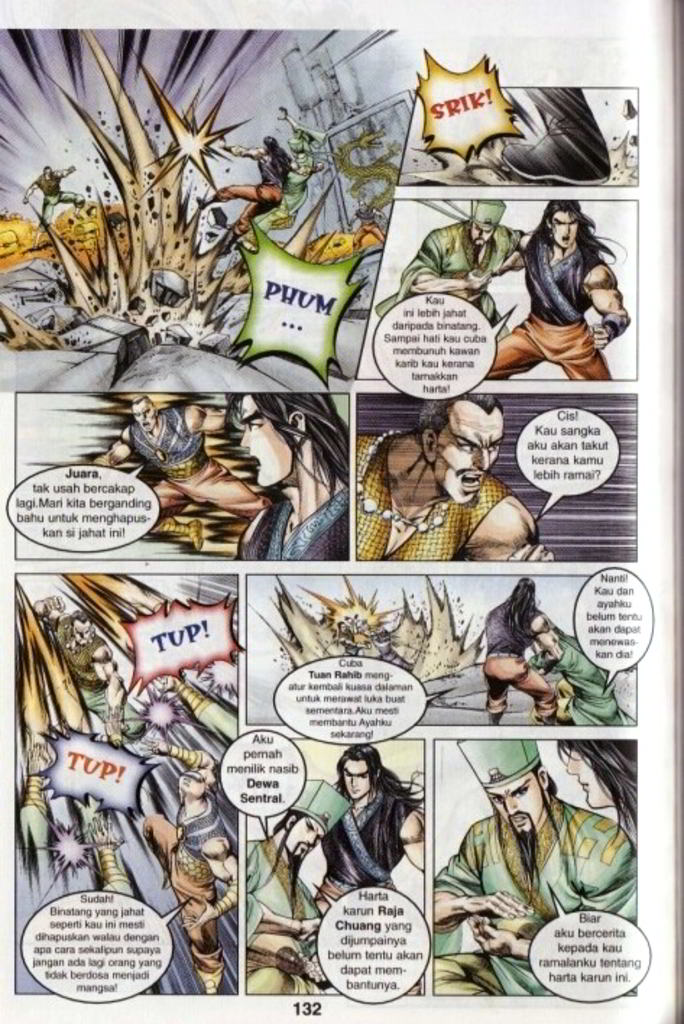 PHUM
...
SRIK!
Kau
ini lebih jahat
daripada binatang.
Sampai hati kau cuba
membunuh kawan
karib kau kerana
tamakkan
harta!
Juara,
tak usah bercakap
lagi.Mari kita berganding
bahu untuk menghapus-
kan si jahat ini!
Cis!
Kau sangka
aku akan takut
kerana kamu
lebih ramai?
TUP!
TUP!
Sudah!
Binatang yang jahat
seperti kau ini mesti
dihapuskan walau dengan
apa cara sekalipun supaya
jangan ada lagi orang yang
tidak berdosa menjadi
mangsa!
Cuba
Tuan Rahib meng-
atur kembali kuasa dalaman
untuk merawat luka buat
sementara.Aku mesti
membantu Ayahku
sekarang!
Nanti!
Kau dan
ayahku
belum tentu
akan dapat
menewas-
kan dia!
Aku
pernah
menilik nasib
Dewa
Sentral.
Harta
karun Raja
Chuang yang
dijumpainya
belum tentu akan
dapat mem-
bantunya.
Biar
aku bercerita
kepada kau
ramalanku tentang
harta karun ini.
132